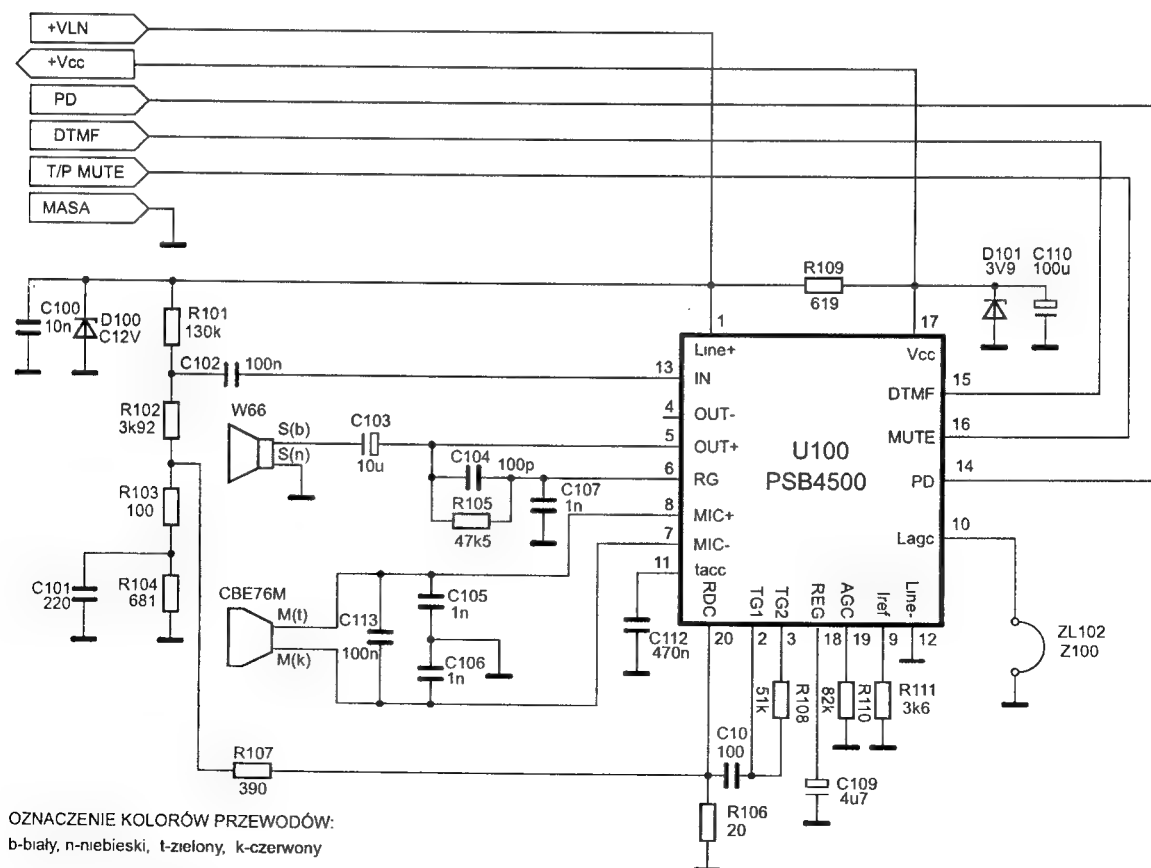 +VLN
+Vcc
PD
DTMF
T/P MUTE
MASA
C100
10n
D100
C12V
R101
130k
C102
100n
R102
3k92
R103
100
C101
220
R104
681
W66
S(b)
S(n)
C103
10u
C104
100p
R105
47k5
C107
1n
CBE76M
M(t)
M(k)
C113
100n
C105
1n
C106
1n
C112
470n
R107
390
C10
100
R106
20
R108
51k
C109
4u7
R110
82k
R111
3k6
R109
619
D101
3V9
C110
100u
1
17
Line+
Vcc
13
IN
4
OUT-
5
OUT+
6
RG
8
MIC+
7
MIC-
11
tacc
15
DTMF
16
MUTE
14
PD
10
Lagc
U100
PSB4500
RDC
TG1
TG2
REG
AGC
Iref
Line-
20
2
3
18
19
9
12
ZL102
Z100
OZNACZENIE KOLORÓW PRZEWODÓW:
b-biały, n-niebieski, t-zielony, k-czerwony